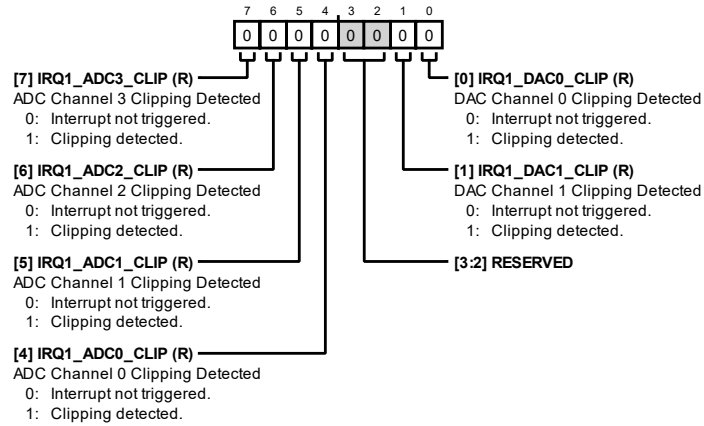 7 6 5 4 3 2 1 0
0 0 0 0 0 0 0 0
[7] IRQ1_ADC3_CLIP (R)
ADC Channel 3 Clipping Detected
0: Interrupt not triggered.
1: Clipping detected.
[6] IRQ1_ADC2_CLIP (R)
ADC Channel 2 Clipping Detected
0: Interrupt not triggered.
1: Clipping detected.
[5] IRQ1_ADC1_CLIP (R)
ADC Channel 1 Clipping Detected
0: Interrupt not triggered.
1: Clipping detected.
[4] IRQ1_ADC0_CLIP (R)
ADC Channel 0 Clipping Detected
0: Interrupt not triggered.
1: Clipping detected.
[0] IRQ1_DAC0_CLIP (R)
DAC Channel 0 Clipping Detected
0: Interrupt not triggered.
1: Clipping detected.
[1] IRQ1_DAC1_CLIP (R)
DAC Channel 1 Clipping Detected
0: Interrupt not triggered.
1: Clipping detected.
[3:2] RESERVED